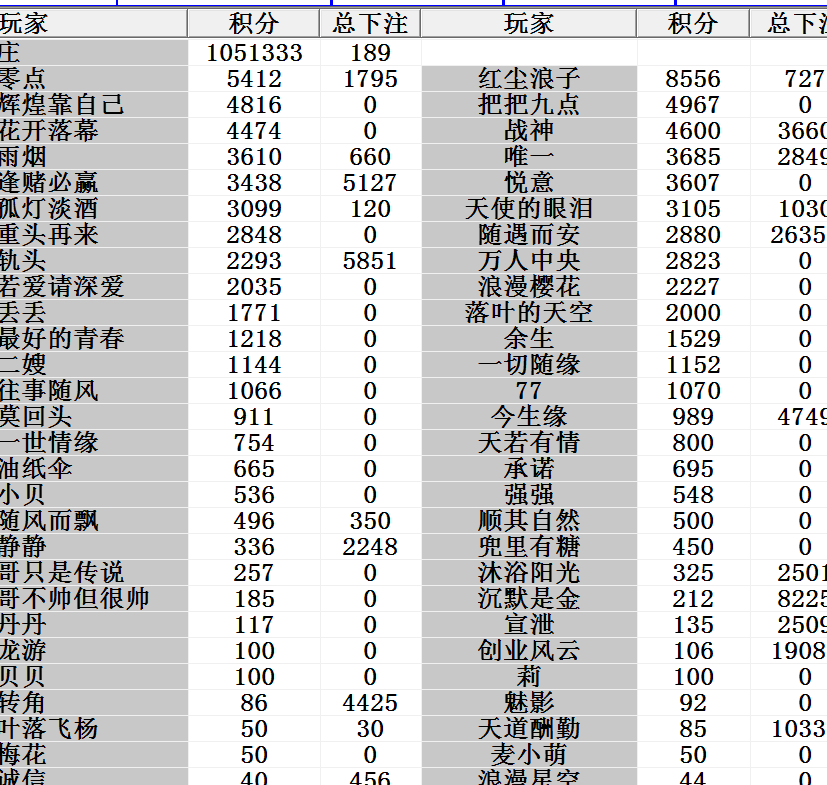 玩家 积分 总下注 玩家 积分 总下
庄 1051333 189
零点 5412 1795 红尘浪子 8556 727
辉煌靠自己 4816 0 把把九点 4967 0
花开落幕 4474 0 战神 4600 3660
雨烟 3610 660 唯一 3685 2849
逢赌必赢 3438 5127 悦意 3607 0
孤灯淡酒 3099 120 天使的眼泪 3105 1030
重头再来 2848 0 随遇而安 2880 2635
轨头 2293 5851 万人中央 2823 0
若爱请深爱 2035 0 浪漫樱花 2227 0
丢丢 1771 0 落叶的天空 2000 0
最好的青春 1218 0 余生 1529 0
二嫂 1144 0 一切随缘 1152 0
往事随风 1066 0 77 1070 0
莫回头 911 0 今生缘 989 4749
一世情缘 754 0 天若有情 800 0
油纸伞 665 0 承诺 695 0
小贝 536 0 强强 548 0
随风而飘 496 350 顺其自然 500 0
静静 336 2248 兜里有糖 450 0
哥只是传说 257 0 沐浴阳光 325 2501
哥不帅但很帅 185 0 沉默是金 212 8225
丹丹 117 0 宣泄 135 2509
龙游 100 0 创业风云 106 1908
贝贝 100 0 莉 100 0
转角 86 4425 魅影 92 0
叶落飞杨 50 30 天道酬勤 85 1033
梅花 50 0 麦小萌 50 0
诚信 40 456 浪漫星空 44 0